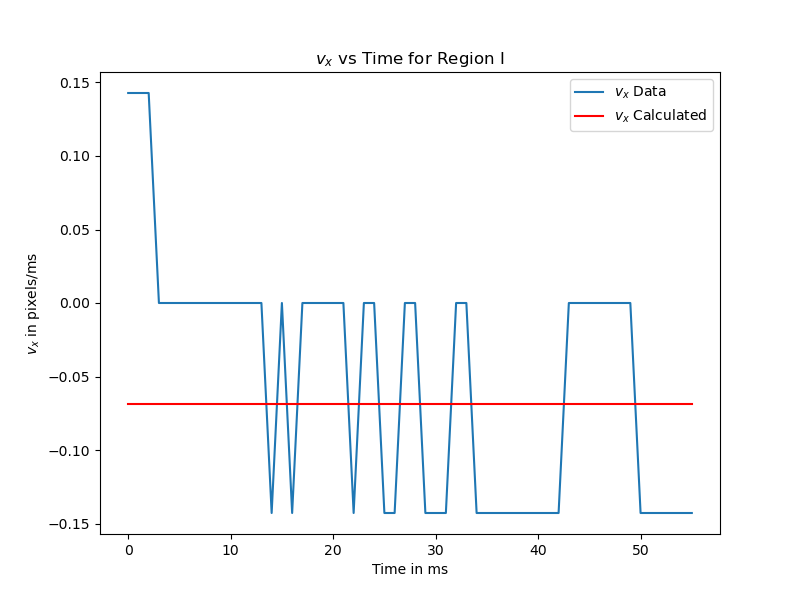 v_x vs Time for Region I
v_x Data
v_x Calculated
0.15
0.10
0.05
0.00
−0.05
−0.10
−0.15
v_x in pixels/ms
0 10 20 30 40 50
Time in ms